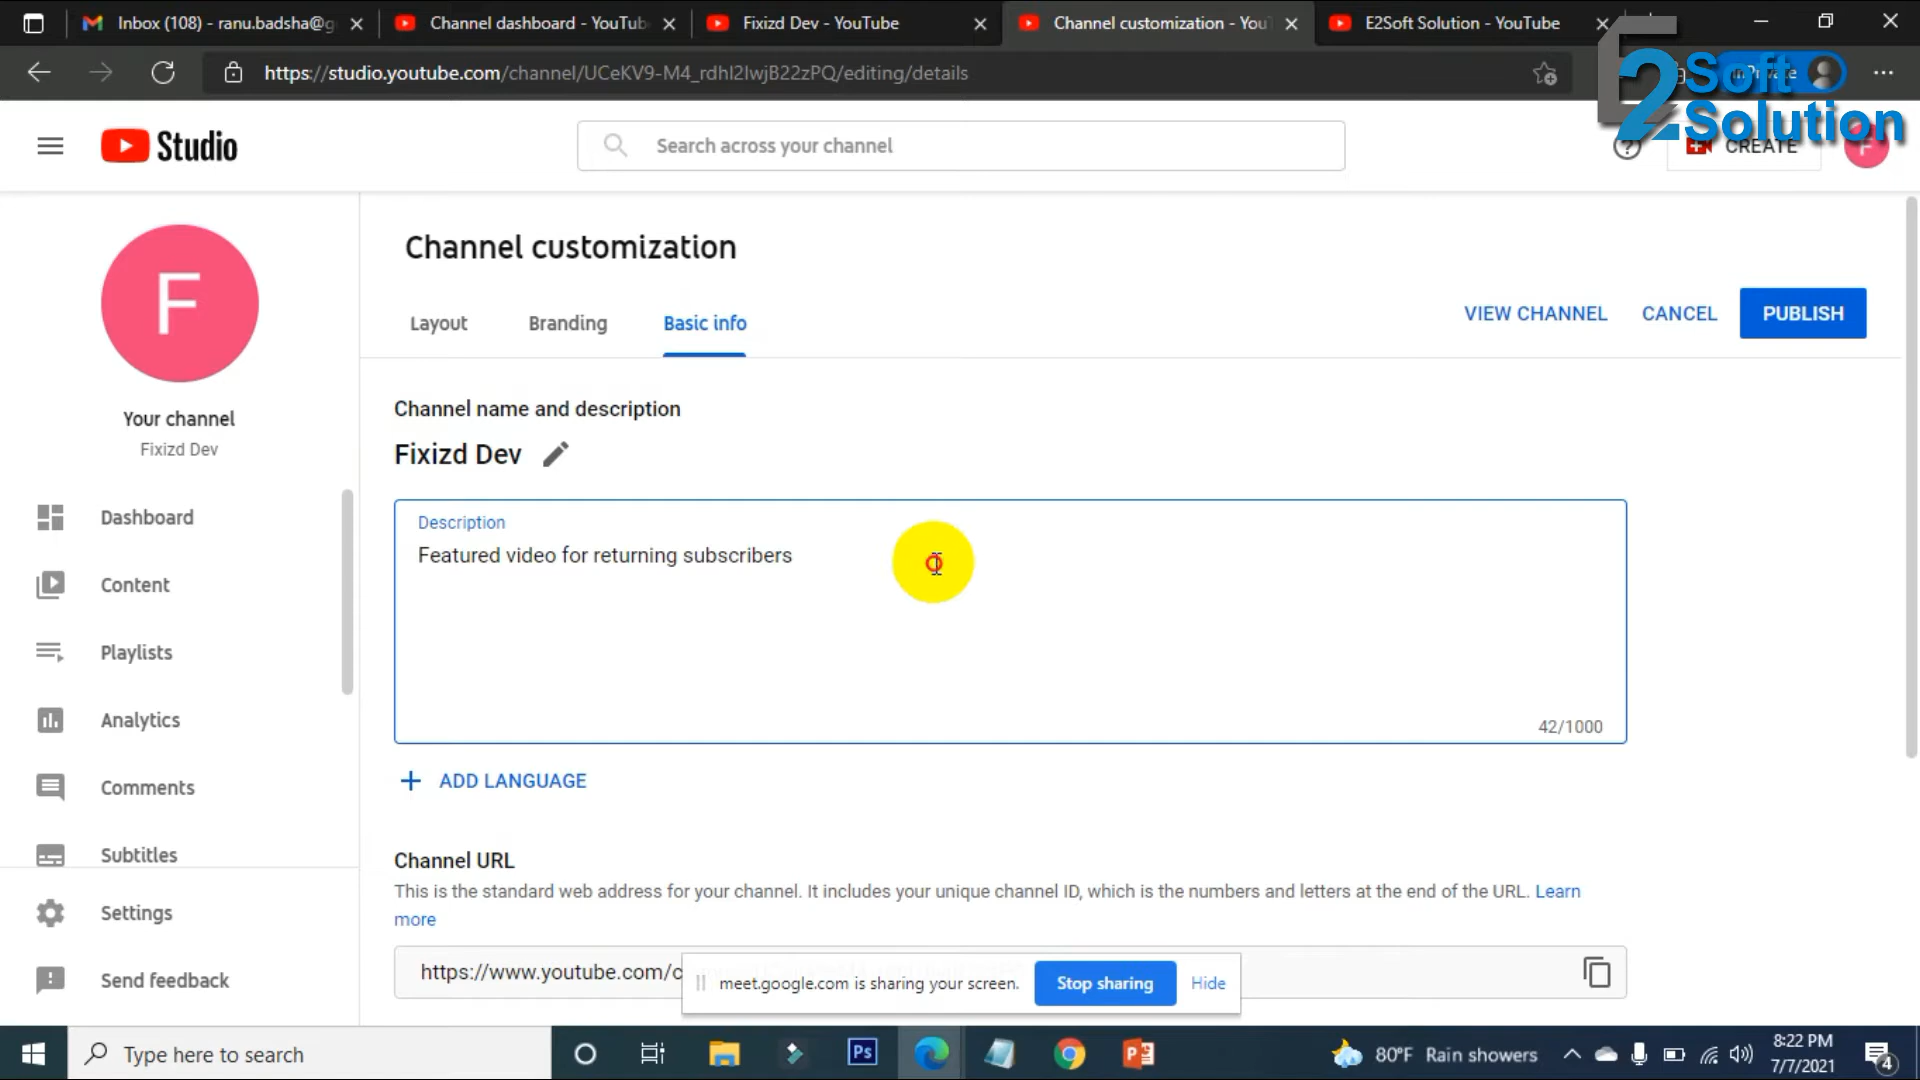 Inbox (108) - ranu.badsha@g
Channel dashboard - YouTub
Fixizd Dev - YouTube
Channel customization - You
E2Soft Solution - YouTube
https://studio.youtube.com/channel/UCeKV9-M4_rdhI2IwjB22zPQ/editing/details
E2Soft
Solution
Studio
Search across your channel
CREATE
F
Channel customization
Layout
Branding
Basic info
VIEW CHANNEL
CANCEL
PUBLISH
F
Your channel
Fixizd Dev
Channel name and description
Fixizd Dev
Description
Featured video for returning subscribers
42/1000
ADD LANGUAGE
Dashboard
Content
Playlists
Analytics
Comments
Subtitles
Settings
Send feedback
Channel URL
This is the standard web address for your channel. It includes your unique channel ID, which is the numbers and letters at the end of the URL. Learn
more
https://www.youtube.com/c
meet.google.com is sharing your screen.
Stop sharing
Hide
Type here to search
Ps
80°F Rain showers
8:22 PM
7/7/2021
4